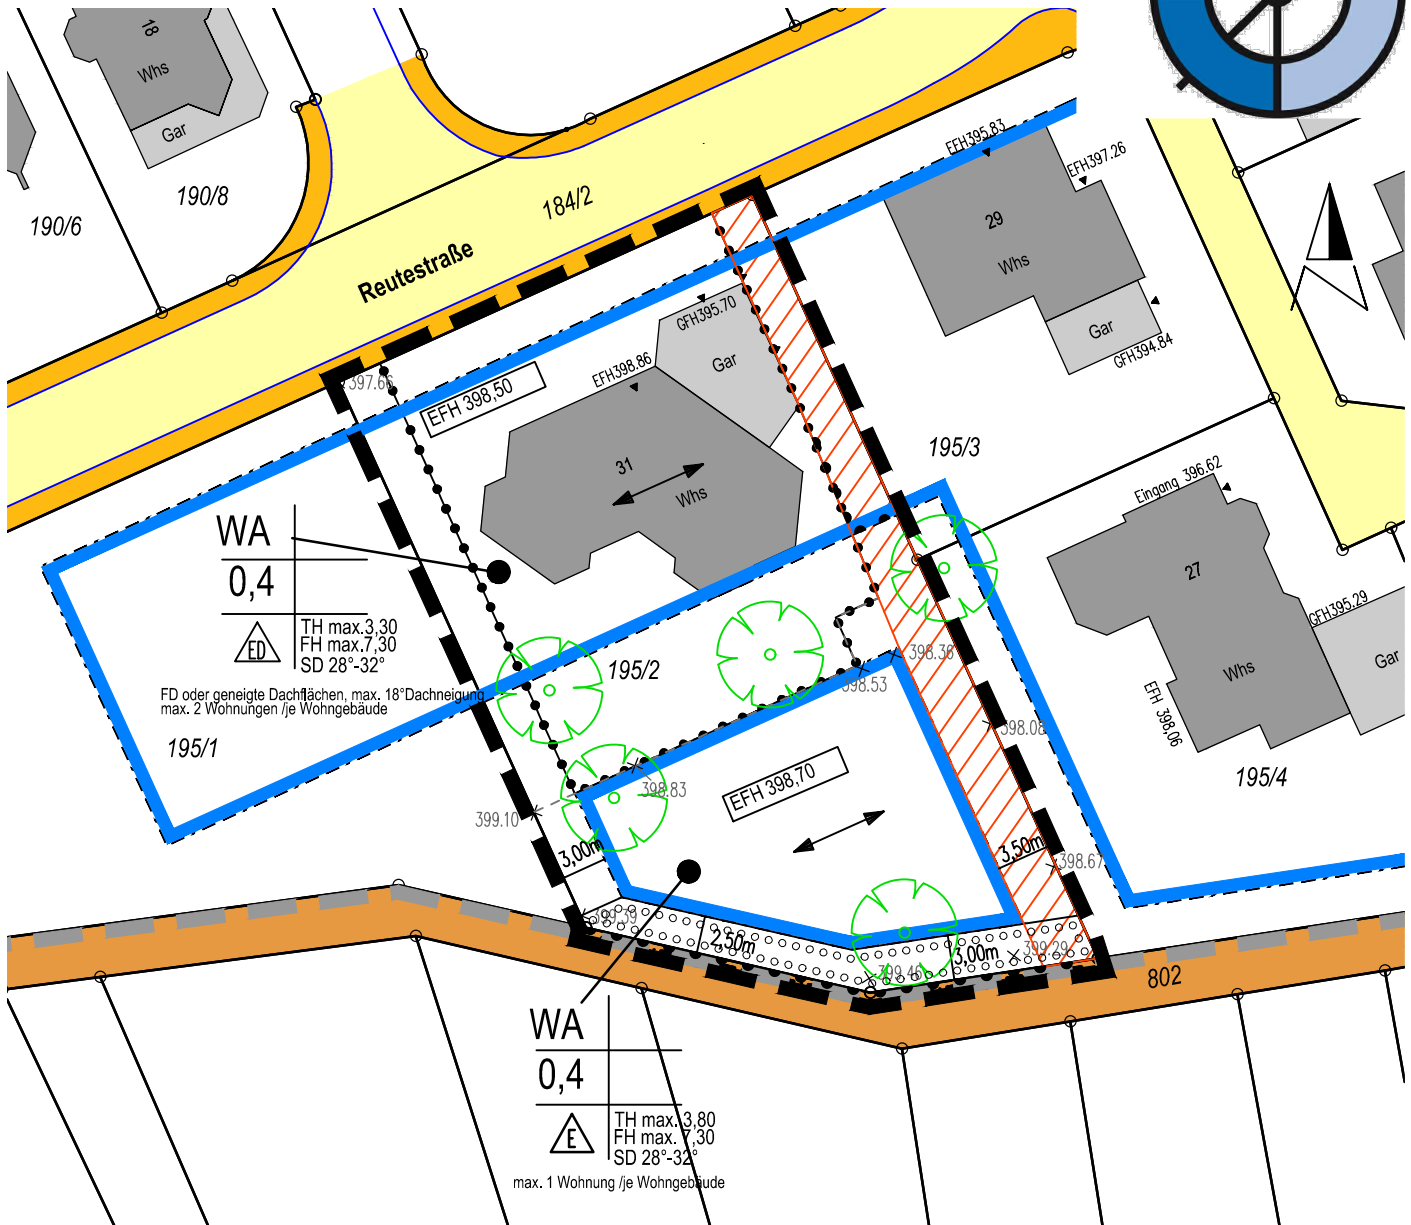 18
Whs
Gar
190/8
190/6
184/2
Reutestraße
EFH395.83
EFH397.26
29
Whs
Gar
GFH394.84
GFH395.70
Gar
EFH398.86
397.66
EFH 398,50
31
Whs
195/3
Eingang 396.62
27
Whs
GFH395.29
Gar
EFH 398.06
195/4
WA
0,4
ED
TH max.3,30
FH max.7,30
SD 28°-32°
FD oder geneigte Dachflächen, max. 18°Dachneigung
max. 2 Wohnungen /je Wohngebäude
195/1
195/2
398.36
398.53
398.08
398.83
EFH 398,70
399.10
3,00m
3,50m
398.67
399.39
2,50m
3,00m
399.29
399.46
802
WA
0,4
E
TH max. 3,80
FH max. 7,30
SD 28°-32°
max. 1 Wohnung /je Wohngebäude